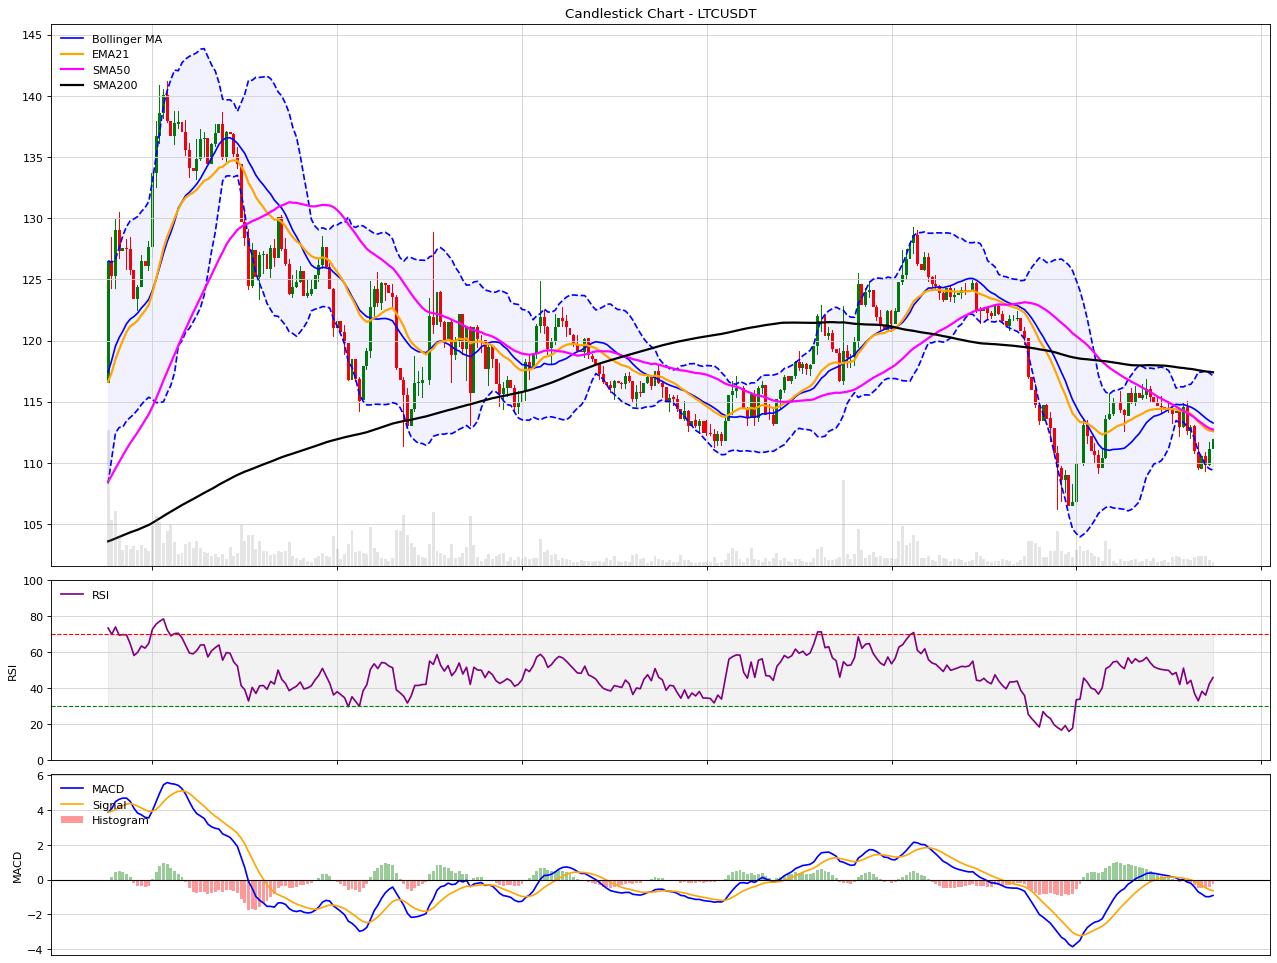 Candlestick Chart - LTCUSDT
145
140
135
130
125
120
115
110
105
Bollinger MA
EMA21
SMA50
SMA200
100
80
60
40
20
0
RSI
RSI
6
4
2
0
−2
−4
MACD
MACD
Signal
Histogram